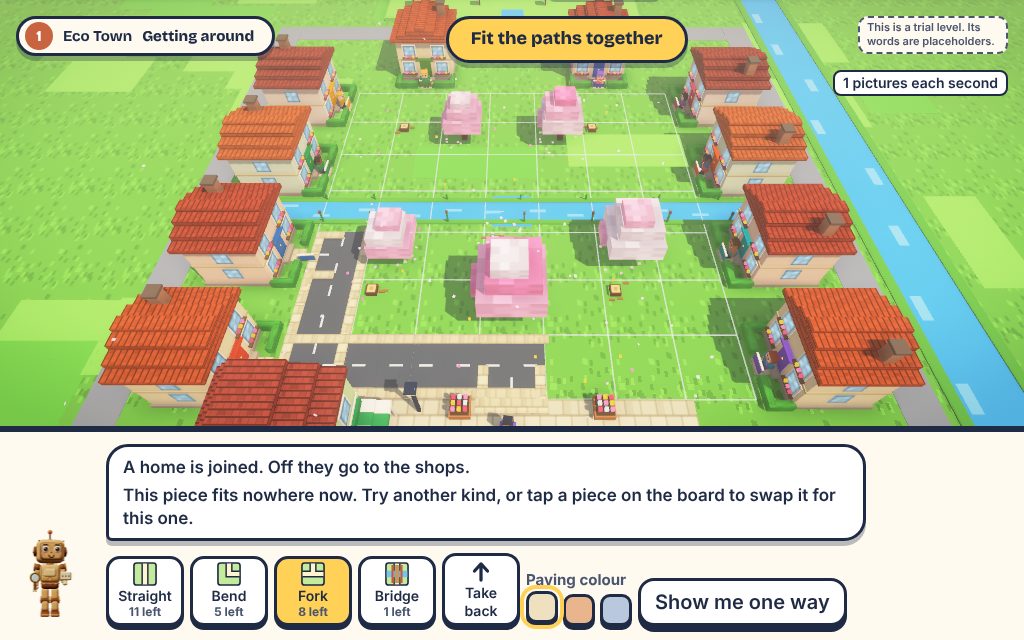 1 Eco Town Getting around
Fit the paths together
This is a trial level. Its
words are placeholders.
1 pictures each second
A home is joined. Off they go to the shops.
This piece fits nowhere now. Try another kind, or tap a piece on the board to swap it for
this one.
Straight
11 left
Bend
5 left
Fork
8 left
Bridge
1 left
Take
back
Paving colour
Show me one way